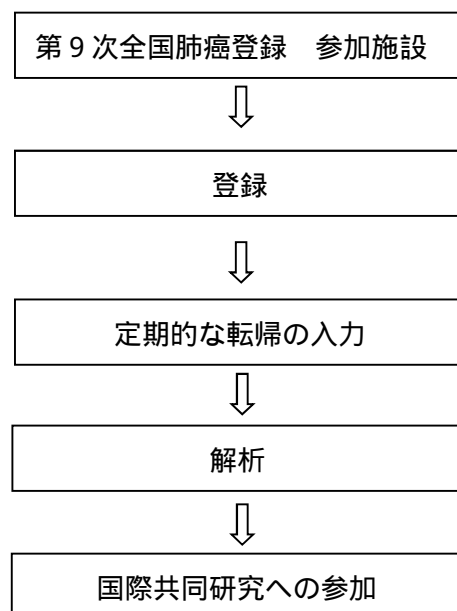 第９次全国肺癌登録　参加施設
登録
定期的な転帰の入力
解析
国際共同研究への参加